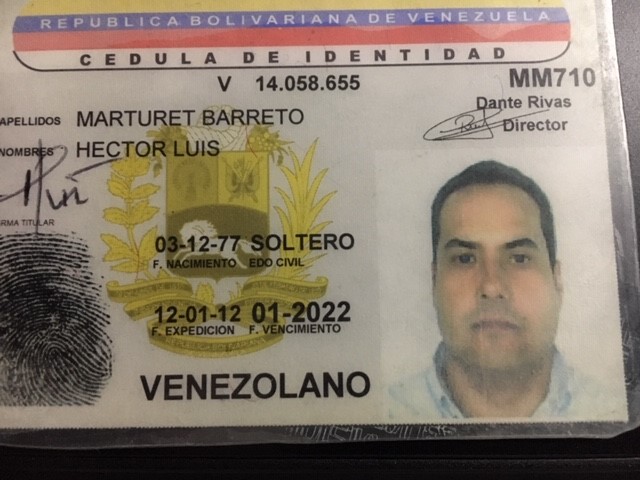 REPUBLICA BOLIVARIANA DE VENEZUELA
CEDULA DE IDENTIDAD
V 14.058.655
MM710
Dante Rivas
Director
APELLIDOS MARTURET BARRETO
NOMBRES HECTOR LUIS
RMA TITULAR
03-12-77 SOLTERO
F. NACIMIENTO EDO CIVIL
12-01-12 01-2022
F. EXPEDICION F. VENCIMIENTO
VENEZOLANO